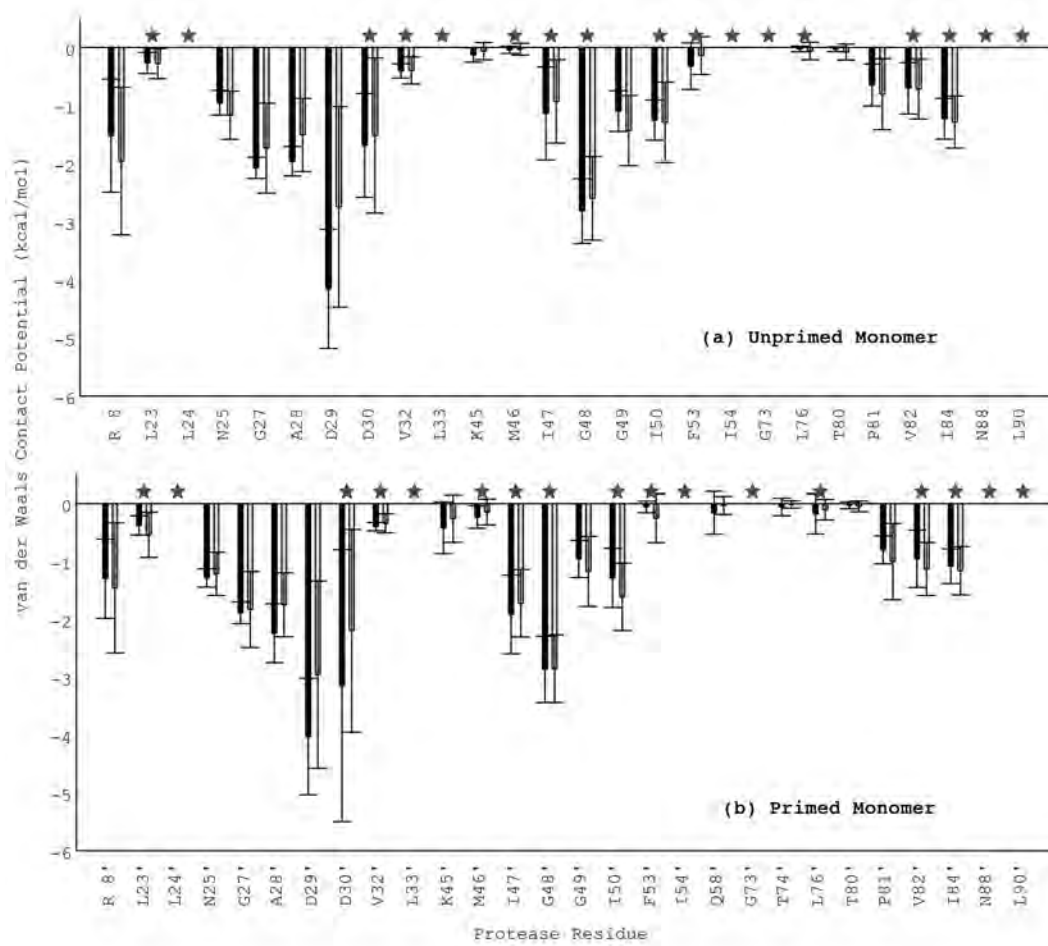 0
-1
-2
-3
-4
-5
-6
(a) Unprimed Monomer
R 8
L23
L24
N25
G27
A28
D29
D30
V32
L33
K45
M46
I47
G48
G49
I50
F53
I54
G73
L76
T80
P81
V82
I84
N88
L90
Van der Waals Contact Potential (kcal/mol)
0
-1
-2
-3
-4
-5
-6
(b) Primed Monomer
R 8'
L23'
L24'
N25'
G27'
A28'
D29'
D30'
V32'
L33'
K45'
M46'
I47'
G48'
G49'
I50'
F53'
I54'
Q58'
G73'
T74'
L76'
T80'
P81'
V82'
I84'
N88'
L90'
Protease Residue